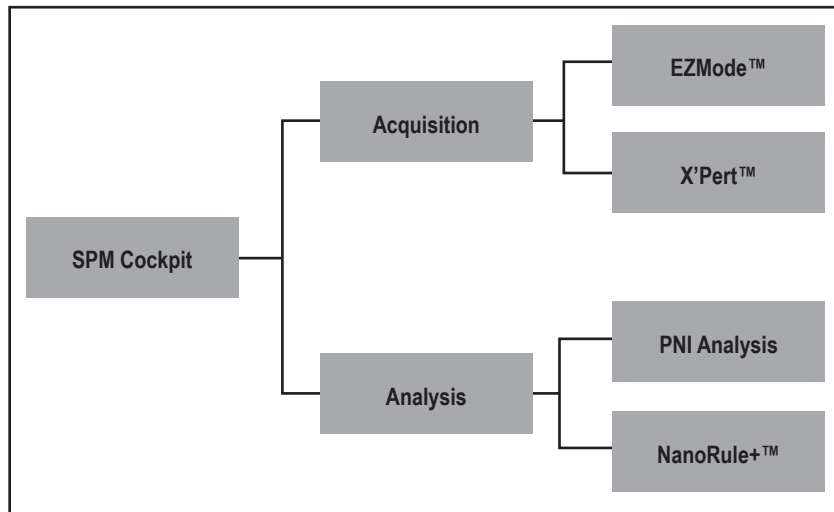 EZMode™
Acquisition
X’Pert™
SPM Cockpit
PNI Analysis
Analysis
NanoRule+™